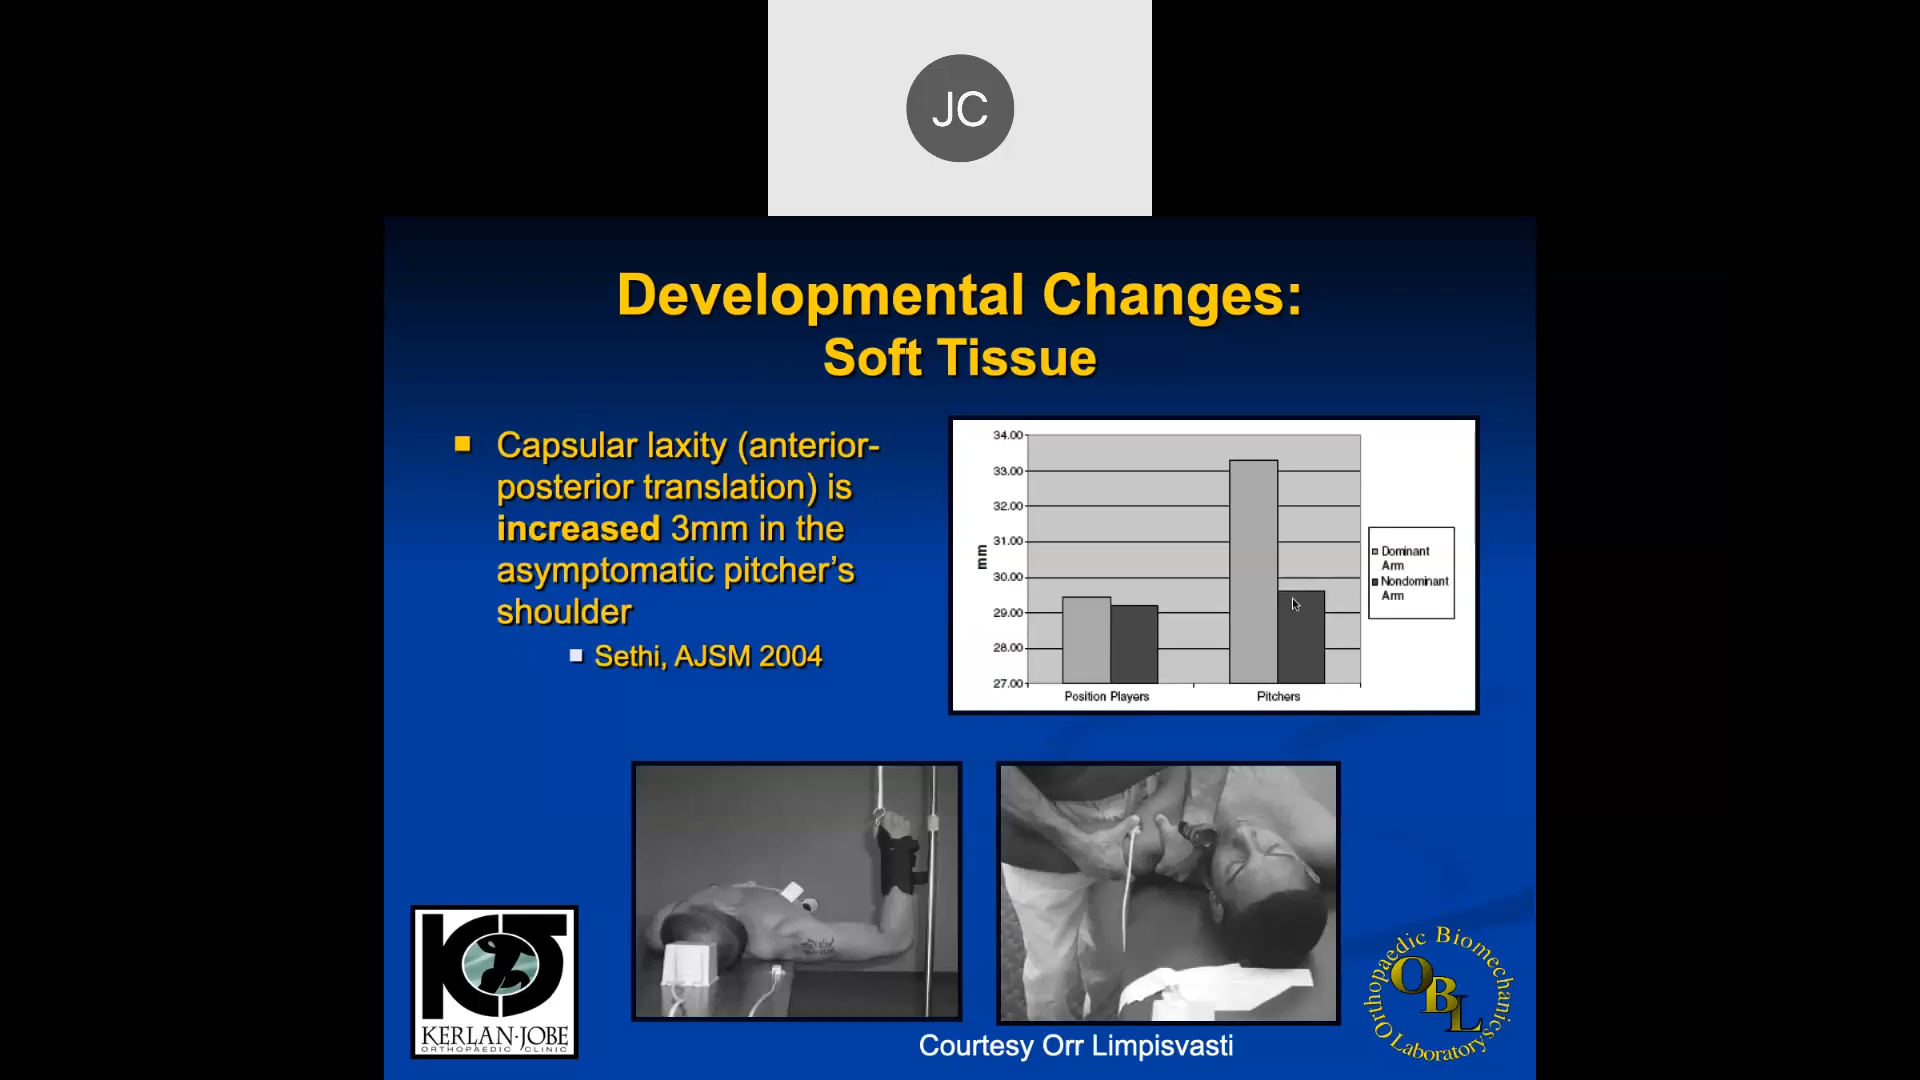 JC
Developmental Changes:
Soft Tissue
Capsular laxity (anterior-
posterior translation) is
increased 3mm in the
asymptomatic pitcher’s
shoulder
Sethi, AJSM 2004
34.00
33.00
32.00
31.00
30.00
29.00
28.00
27.00
mm
Position Players
Pitchers
Dominant
Arm
Nondominant
Arm
KERLAN·JOBE
ORTHOPAEDIC CLINIC
Courtesy Orr Limpisvasti
Orthopaedic Biomechanics Laboratory
OBL